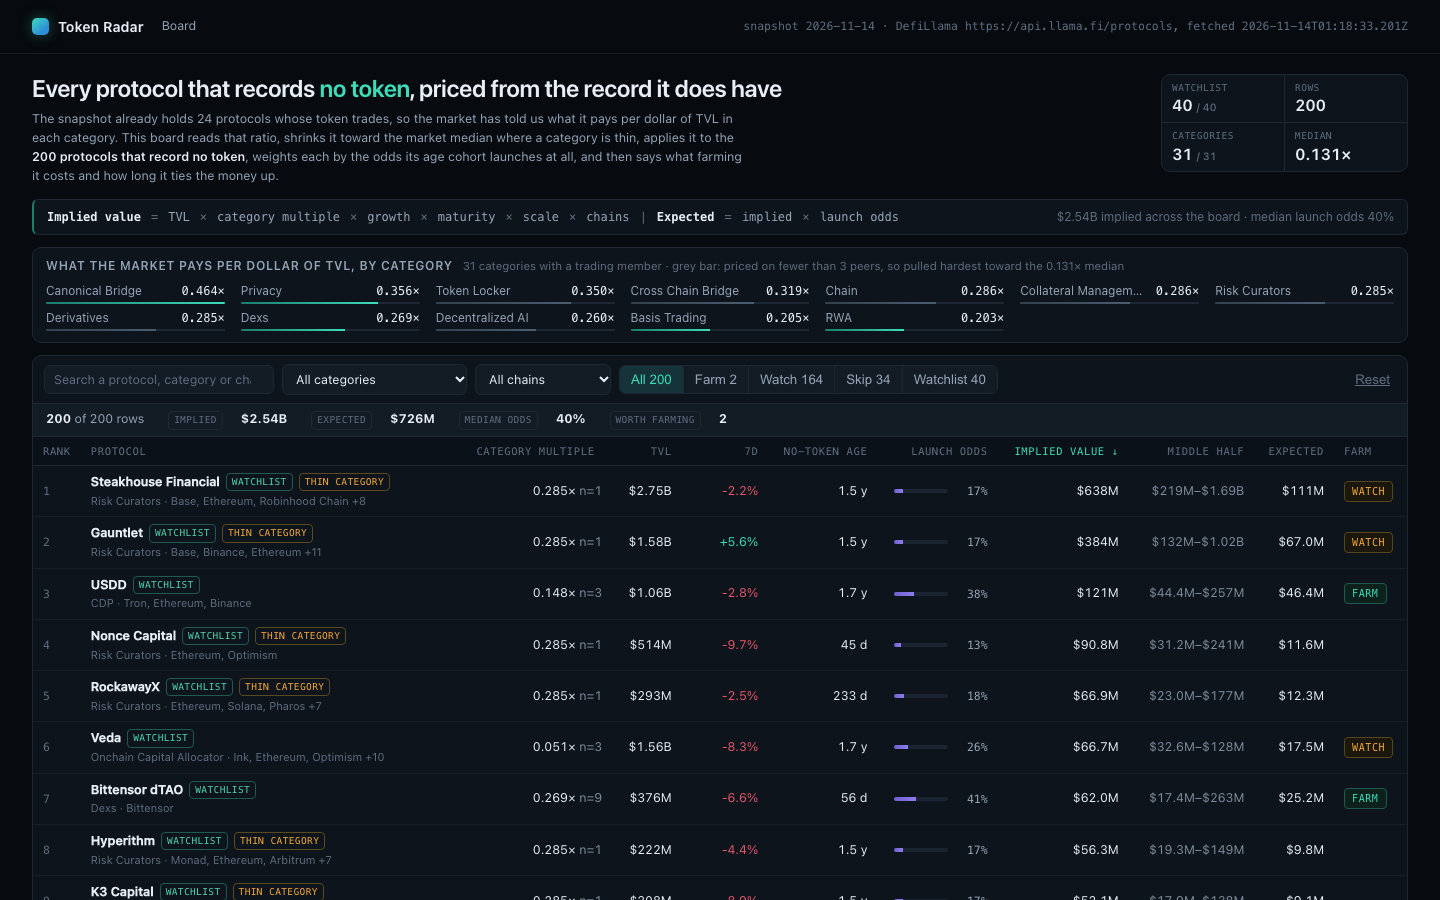 Token Radar Board snapshot 2026-11-14 · DefiLlama https://api.llama.fi/protocols, fetched 2026-11-14T01:18:33.201Z
Every protocol that records no token, priced from the record it does have
The snapshot already holds 24 protocols whose token trades, so the market has told us what it pays per dollar of TVL in
each category. This board reads that ratio, shrinks it toward the market median where a category is thin, applies it to the
200 protocols that record no token, weights each by the odds its age cohort launches at all, and then says what farming
it costs and how long it ties the money up.
WATCHLIST ROWS
40 / 40 200
CATEGORIES MEDIAN
31 / 31 0.131×
Implied value = TVL × category multiple × growth × maturity × scale × chains | Expected = implied × launch odds $2.54B implied across the board · median launch odds 40%
WHAT THE MARKET PAYS PER DOLLAR OF TVL, BY CATEGORY 31 categories with a trading member · grey bar: priced on fewer than 3 peers, so pulled hardest toward the 0.131× median
Canonical Bridge 0.464× Privacy 0.356× Token Locker 0.350× Cross Chain Bridge 0.319× Chain 0.286× Collateral Managem... 0.286× Risk Curators 0.285×
Derivatives 0.285× Dexs 0.269× Decentralized AI 0.260× Basis Trading 0.205× RWA 0.203×
Search a protocol, category or ch All categories All chains All 200 Farm 2 Watch 164 Skip 34 Watchlist 40 Reset
200 of 200 rows IMPLIED $2.54B EXPECTED $726M MEDIAN ODDS 40% WORTH FARMING 2
RANK PROTOCOL CATEGORY MULTIPLE TVL 7D NO-TOKEN AGE LAUNCH ODDS IMPLIED VALUE ↓ MIDDLE HALF EXPECTED FARM
Steakhouse Financial WATCHLIST THIN CATEGORY
1 0.285× n=1 $2.75B -2.2% 1.5 y 17% $638M $219M–$1.69B $111M WATCH
Risk Curators · Base, Ethereum, Robinhood Chain +8
Gauntlet WATCHLIST THIN CATEGORY
2 0.285× n=1 $1.58B +5.6% 1.5 y 17% $384M $132M–$1.02B $67.0M WATCH
Risk Curators · Base, Binance, Ethereum +11
USDD WATCHLIST
3 0.148× n=3 $1.06B -2.8% 1.7 y 38% $121M $44.4M–$257M $46.4M FARM
CDP · Tron, Ethereum, Binance
Nonce Capital WATCHLIST THIN CATEGORY
4 0.285× n=1 $514M -9.7% 45 d 13% $90.8M $31.2M–$241M $11.6M
Risk Curators · Ethereum, Optimism
RockawayX WATCHLIST THIN CATEGORY
5 0.285× n=1 $293M -2.5% 233 d 18% $66.9M $23.0M–$177M $12.3M
Risk Curators · Ethereum, Solana, Pharos +7
Veda WATCHLIST
6 0.051× n=3 $1.56B -8.3% 1.7 y 26% $66.7M $32.6M–$128M $17.5M WATCH
Onchain Capital Allocator · Ink, Ethereum, Optimism +10
Bittensor dTAO WATCHLIST
7 0.269× n=9 $376M -6.6% 56 d 41% $62.0M $17.4M–$263M $25.2M FARM
Dexs · Bittensor
Hyperithm WATCHLIST THIN CATEGORY
8 0.285× n=1 $222M -4.4% 1.5 y 17% $56.3M $19.3M–$149M $9.8M
Risk Curators · Monad, Ethereum, Arbitrum +7
K3 Capital WATCHLIST THIN CATEGORY